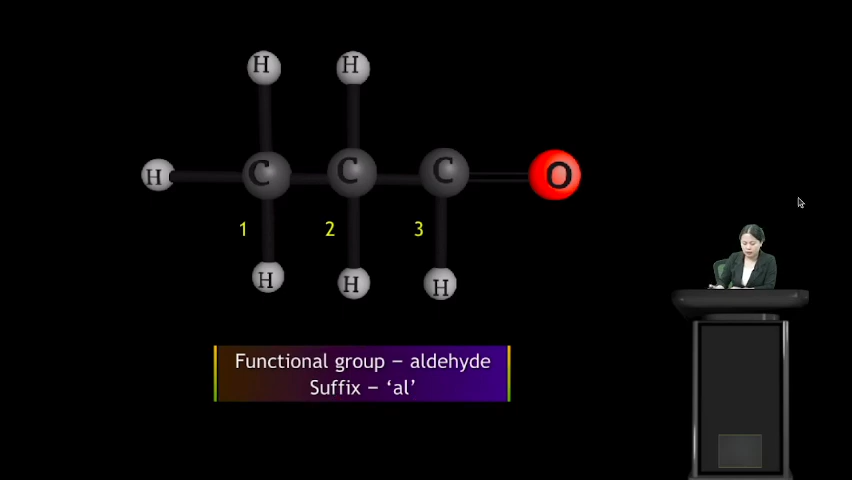 H H
H C C C O
1 2 3
H H H
Functional group – aldehyde
Suffix – ‘al’